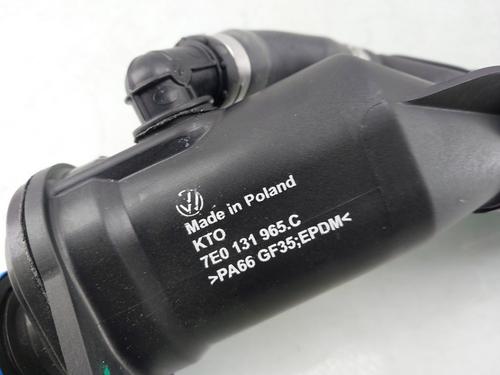 Made in Poland
KTO
7E0 131 965.C
>PA66 GF35;EPDM<